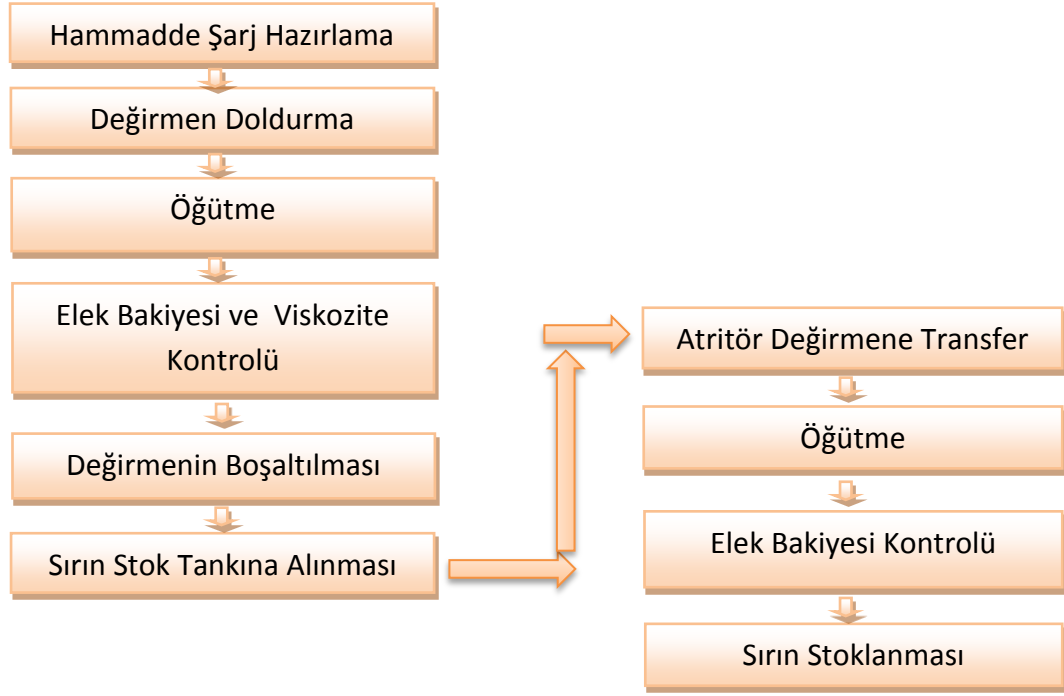 Hammadde Şarj Hazırlama
Değirmen Doldurma
Öğütme
Elek Bakiyesi ve  Viskozite
Kontrolü
Değirmenin Boşaltılması
Sırın Stok Tankına Alınması
Atritör Değirmene Transfer
Öğütme
Elek Bakiyesi Kontrolü
Sırın Stoklanması